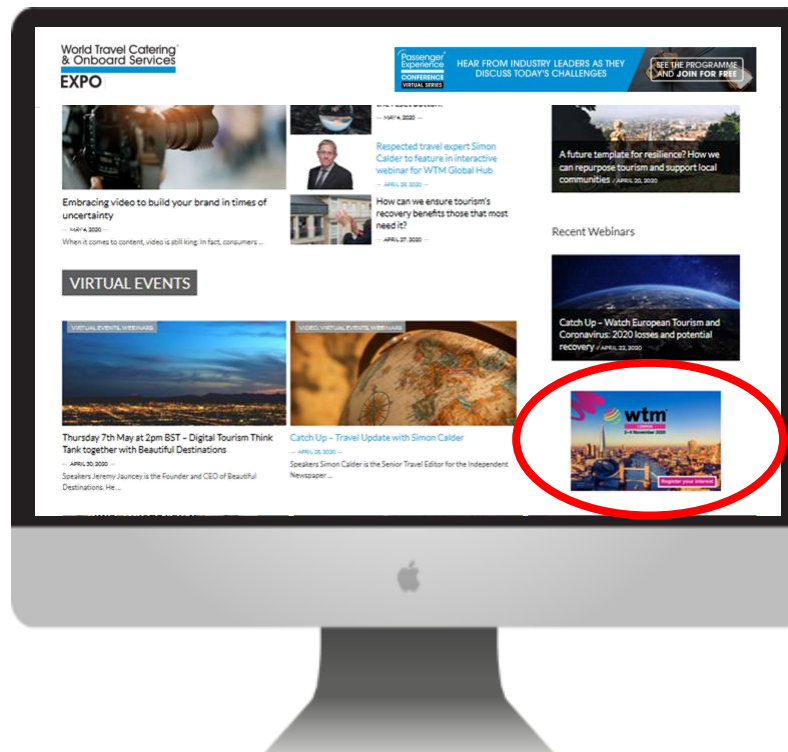 World Travel Catering
& Onboard Services
EXPO
Passenger
Experience
CONFERENCE
VIRTUAL SERIES
HEAR FROM INDUSTRY LEADERS AS THEY
DISCUSS TODAY'S CHALLENGES
SEE THE PROGRAMME
AND JOIN FOR FREE
Embracing video to build your brand in times of
uncertainty
— MAY 4, 2020 —
When it comes to content, video is still king. In fact, consumers ...
— MAY 4, 2020 —
Respected travel expert Simon
Calder to feature in interactive
webinar for WTM Global Hub
— APRIL 28, 2020 —
How can we ensure tourism's
recovery benefits those that most
need it?
— APRIL 27, 2020 —
A future template for resilience? How we
can repurpose tourism and support local
communities / APRIL 20, 2020
Recent Webinars
Catch Up – Watch European Tourism and
Coronavirus: 2020 losses and potential
recovery / APRIL 22, 2020
VIRTUAL EVENTS
VIRTUAL EVENTS, WEBINARS
Thursday 7th May at 2pm BST – Digital Tourism Think
Tank together with Beautiful Destinations
— APRIL 30, 2020 —
Speakers Jeremy Jauncey is the Founder and CEO of Beautiful
Destinations. He ...
VIDEO, VIRTUAL EVENTS, WEBINARS
Catch Up – Travel Update with Simon Calder
— APRIL 28, 2020 —
Speakers Simon Calder is the Senior Travel Editor for the Independent
Newspaper ...
wtm
LONDON
2-4 November 2020
Register your interest